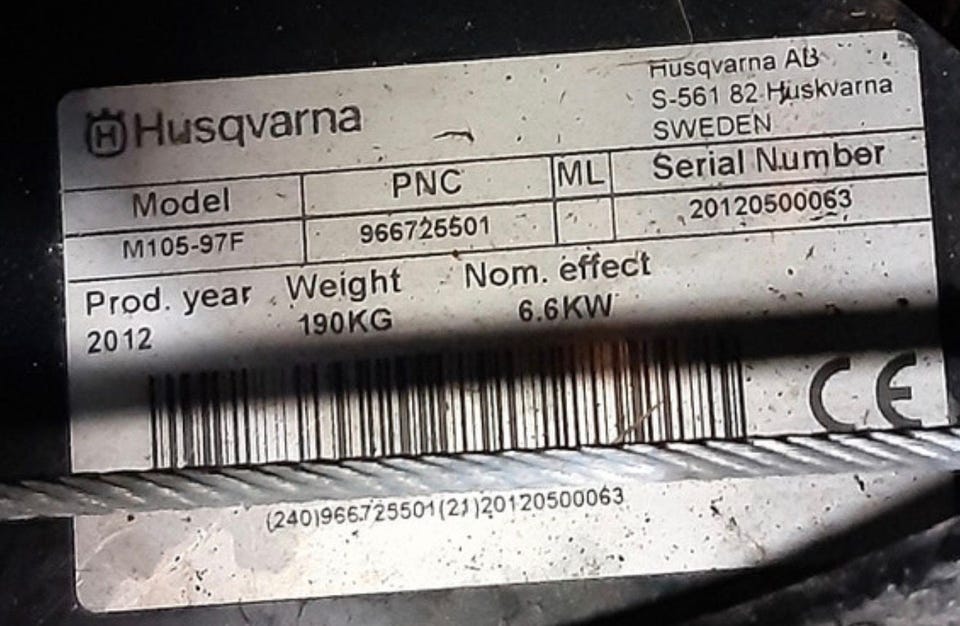 Husqvarna
Husqvarna AB
S-561 82 Huskvarna
SWEDEN
Model PNC ML Serial Number
M105-97F 966725501 20120500063
Prod. year Weight Nom. effect
2012 190KG 6.6KW
CE
(240)966725501(21)20120500063